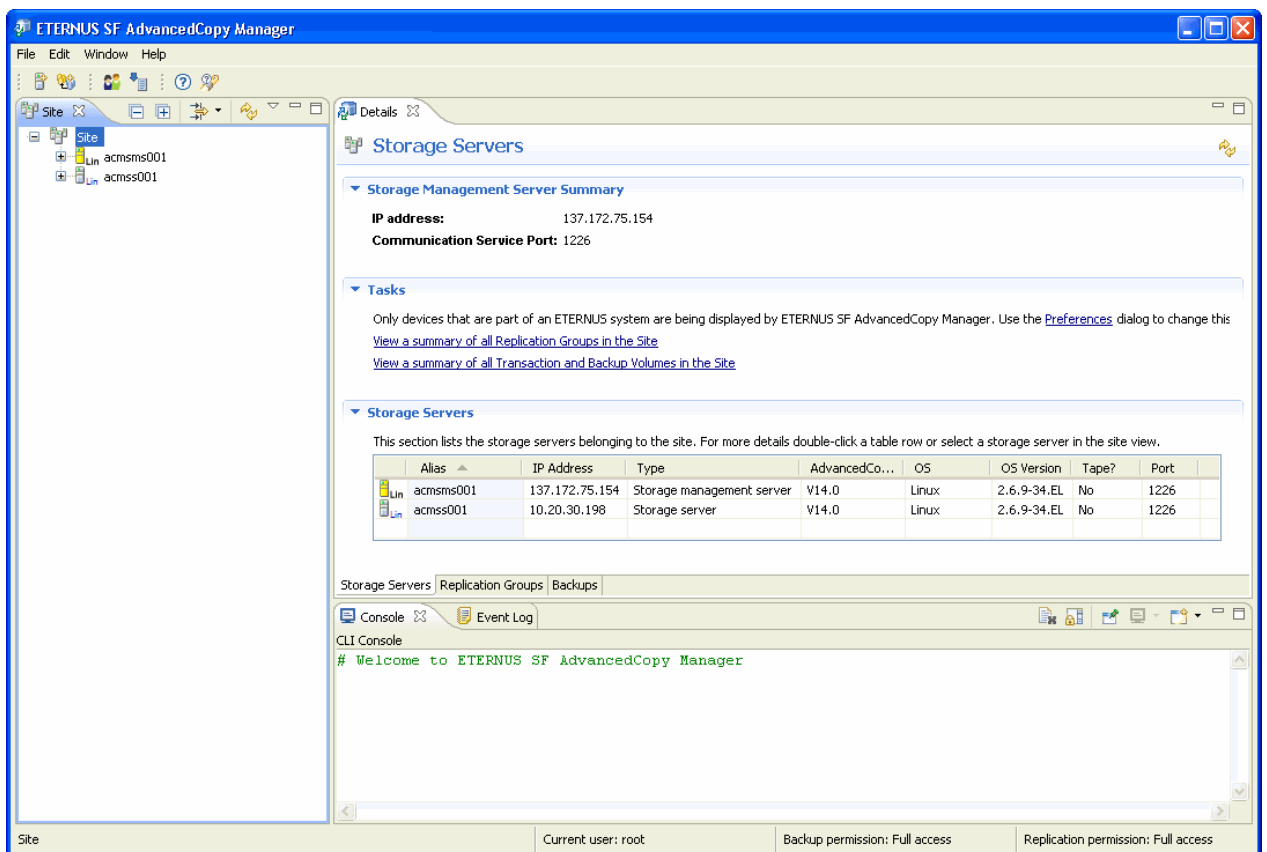 ETERNUS SF AdvancedCopy Manager
File Edit Window Help
Site
Details
Site
Lin acmsms001
Lin acmss001
Storage Servers
Storage Management Server Summary
IP address: 137.172.75.154
Communication Service Port: 1226
Tasks
Only devices that are part of an ETERNUS system are being displayed by ETERNUS SF AdvancedCopy Manager. Use the Preferences dialog to change this
View a summary of all Replication Groups in the Site
View a summary of all Transaction and Backup Volumes in the Site
Storage Servers
This section lists the storage servers belonging to the site. For more details double-click a table row or select a storage server in the site view.
Alias IP Address Type AdvancedCo... OS OS Version Tape? Port
Lin acmsms001 137.172.75.154 Storage management server V14.0 Linux 2.6.9-34.EL No 1226
Lin acmss001 10.20.30.198 Storage server V14.0 Linux 2.6.9-34.EL No 1226
Storage Servers Replication Groups Backups
Console Event Log
CLI Console
# Welcome to ETERNUS SF AdvancedCopy Manager
Site Current user: root Backup permission: Full access Replication permission: Full access